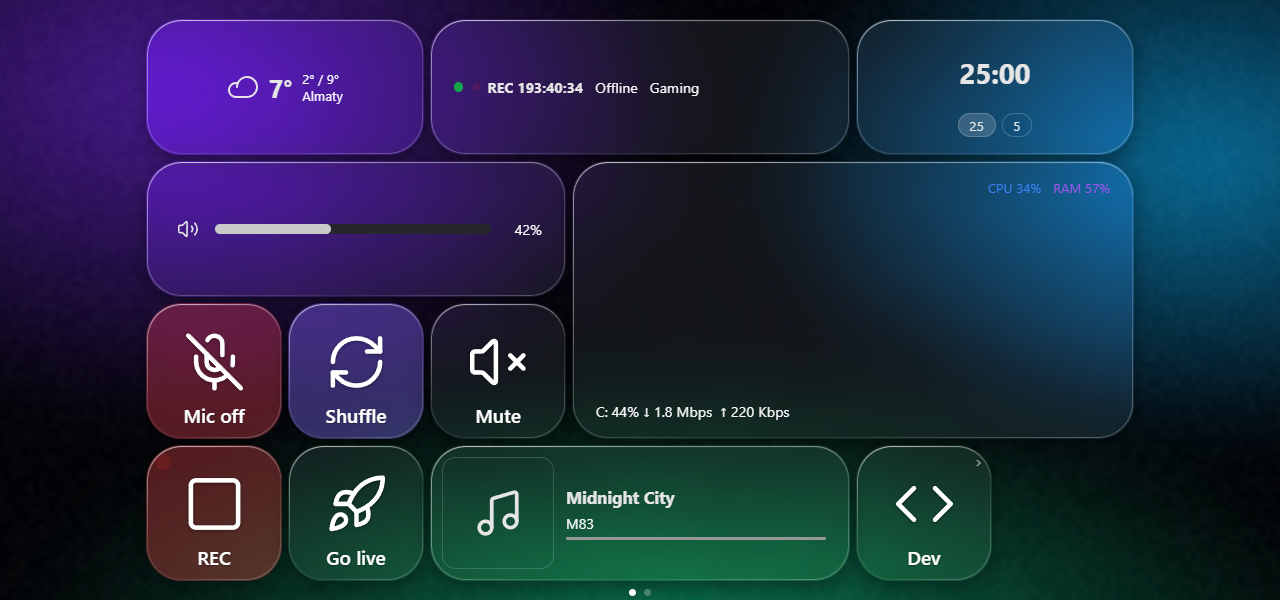 7° 2° / 9°
Almaty
REC 193:40:34 Offline Gaming
25:00
25 5
42%
CPU 34% RAM 57%
C: 44% ↓ 1.8 Mbps ↑ 220 Kbps
Mic off
Shuffle
Mute
REC
Go live
Midnight City
M83
Dev